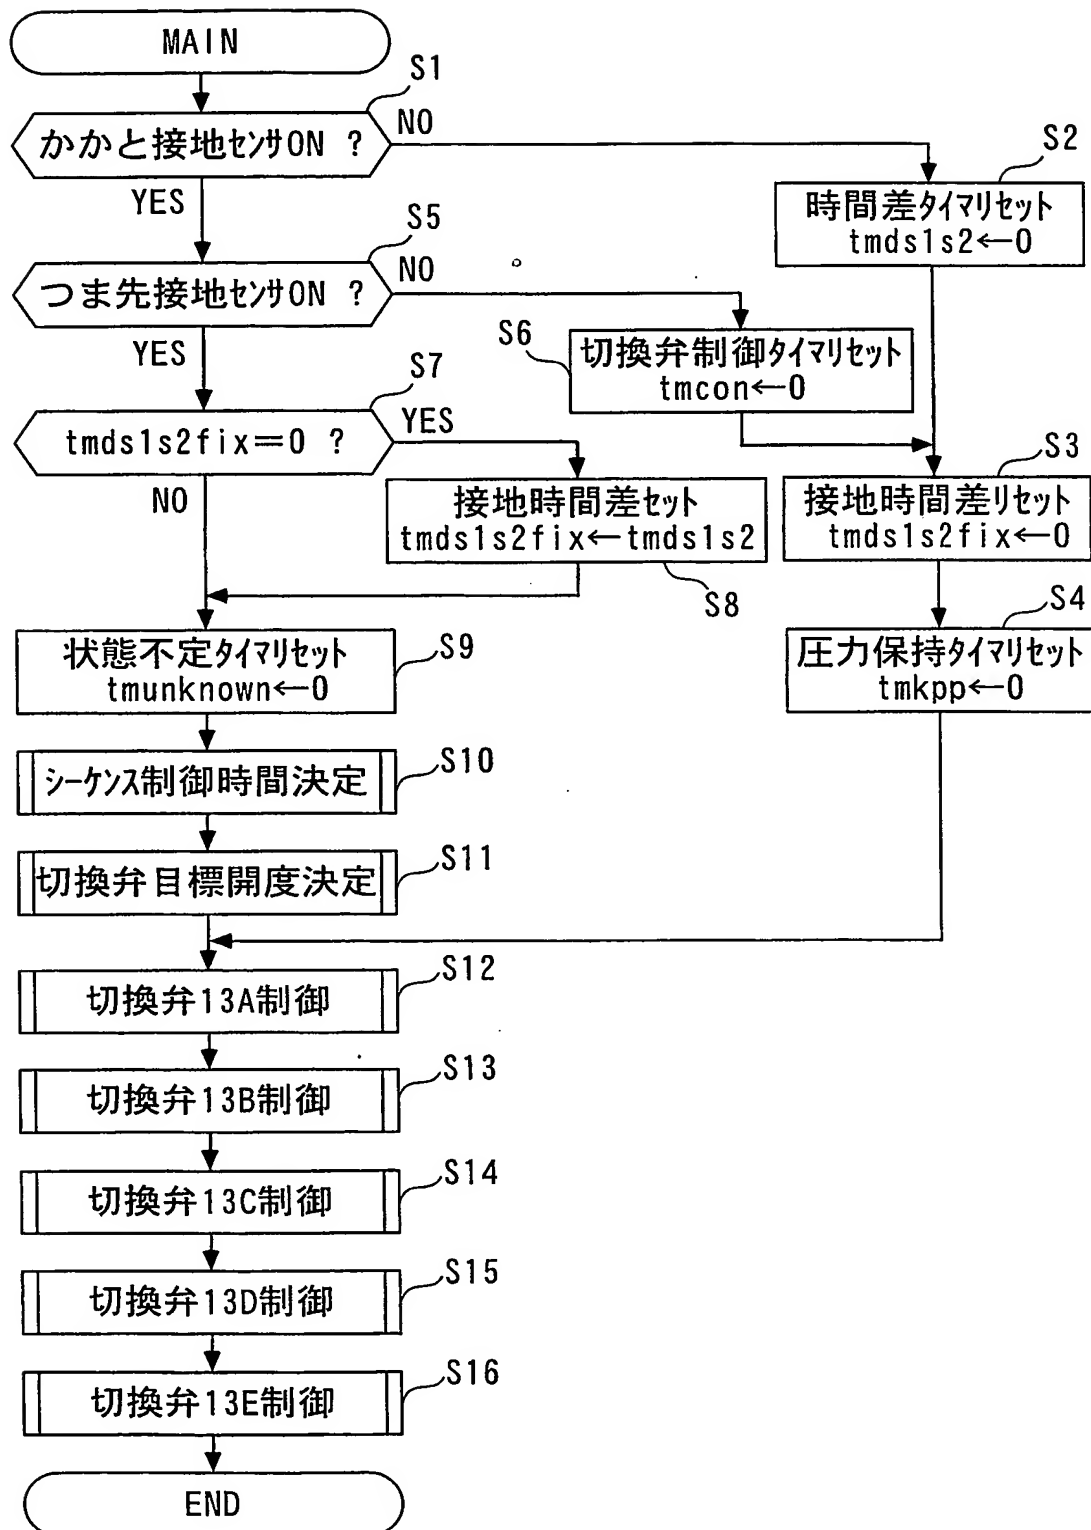 MAIN
S1
かかと接地センサON ?
NO
S2
時間差タイマリセット
tmds1s2←0
YES
S5
つま先接地センサON ?
NO
S6
切換弁制御タイマリセット
tmcon←0
YES
S7
tmds1s2fix=0 ?
YES
S3
接地時間差リセット
tmds1s2fix←0
NO
接地時間差セット
tmds1s2fix←tmds1s2
S8
S4
圧力保持タイマリセット
tmkpp←0
状態不定タイマリセット
tmunknown←0
S9
シーケンス制御時間決定
S10
切換弁目標開度決定
S11
切換弁13A制御
S12
切換弁13B制御
S13
切換弁13C制御
S14
切換弁13D制御
S15
切換弁13E制御
S16
END